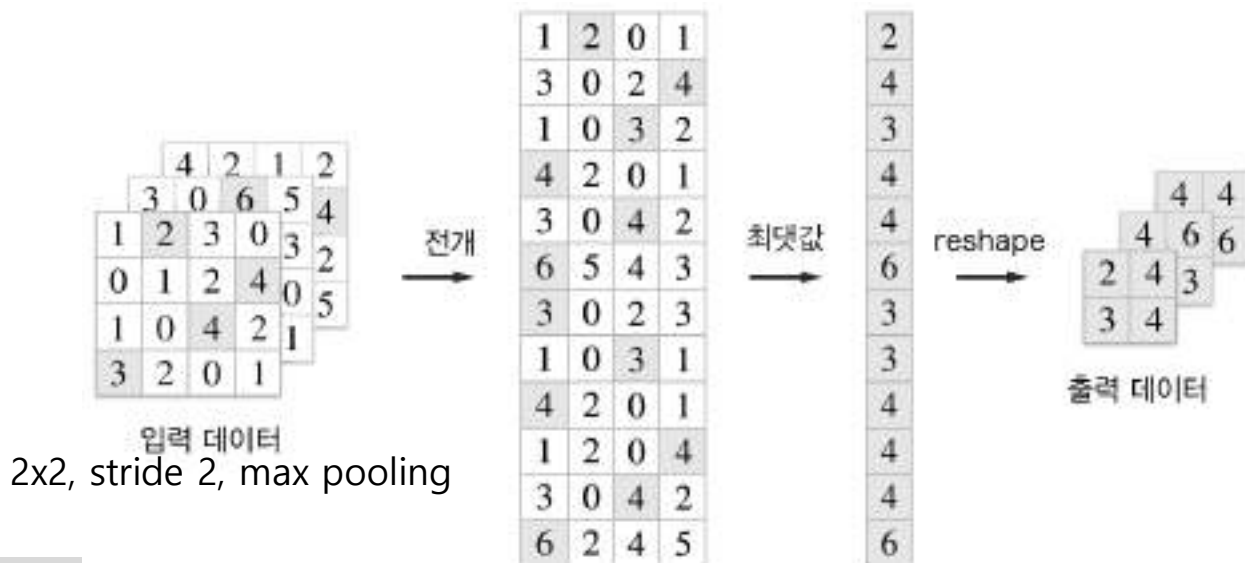 4 2 1 2
3 0 6 5 4
1 2 3 0 3 2
0 1 2 4 0 5
1 0 4 2 1
3 2 0 1
입력 데이터
2x2, stride 2, max pooling
전개
1 2 0 1
3 0 2 4
1 0 3 2
4 2 0 1
3 0 4 2
6 5 4 3
3 0 2 3
1 0 3 1
4 2 0 1
1 2 0 4
3 0 4 2
6 2 4 5
최댓값
2
4
3
4
4
6
3
3
4
4
4
6
reshape
4 4
4 6 6
2 4 3
3 4
출력 데이터